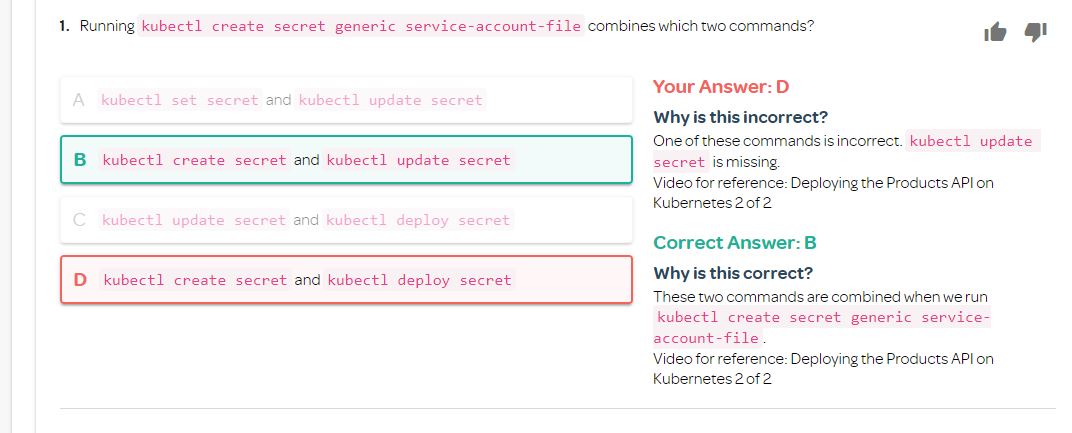 1. Running kubectl create secret generic service-account-file combines which two commands?
A kubectl set secret and kubectl update secret
B kubectl create secret and kubectl update secret
C kubectl update secret and kubectl deploy secret
D kubectl create secret and kubectl deploy secret
Your Answer: D
Why is this incorrect?
One of these commands is incorrect. kubectl update
secret is missing.
Video for reference: Deploying the Products API on
Kubernetes 2 of 2
Correct Answer: B
Why is this correct?
These two commands are combined when we run
kubectl create secret generic service-
account-file.
Video for reference: Deploying the Products API on
Kubernetes 2 of 2